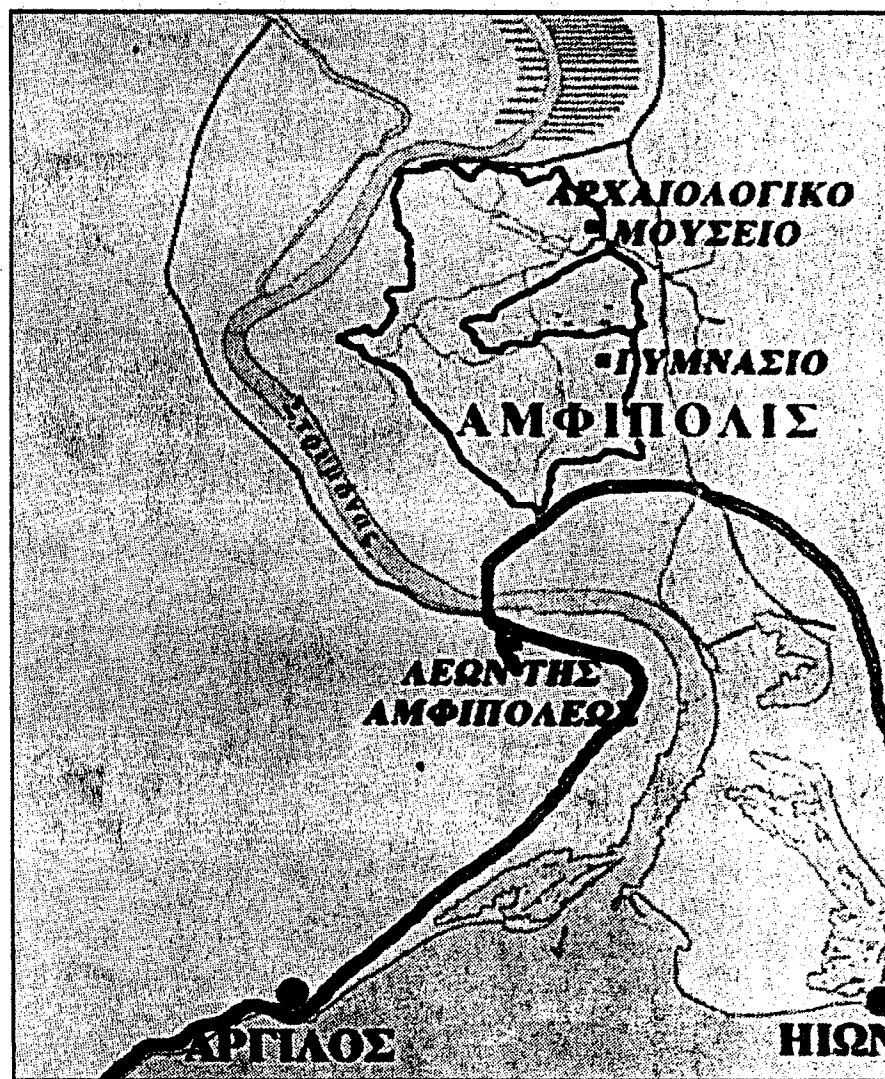 ΑΡΧΑΙΟΛΟΓΙΚΟ
ΜΟΥΣΕΙΟ
ΓΥΜΝΑΣΙΟ
ΑΜΦΙΠΟΛΙΣ
Στρυμόνας
ΛΕΩΝ ΤΗΣ
ΑΜΦΙΠΟΛΕΩΣ
ΑΡΓΙΛΟΣ
ΗΙΩΝ